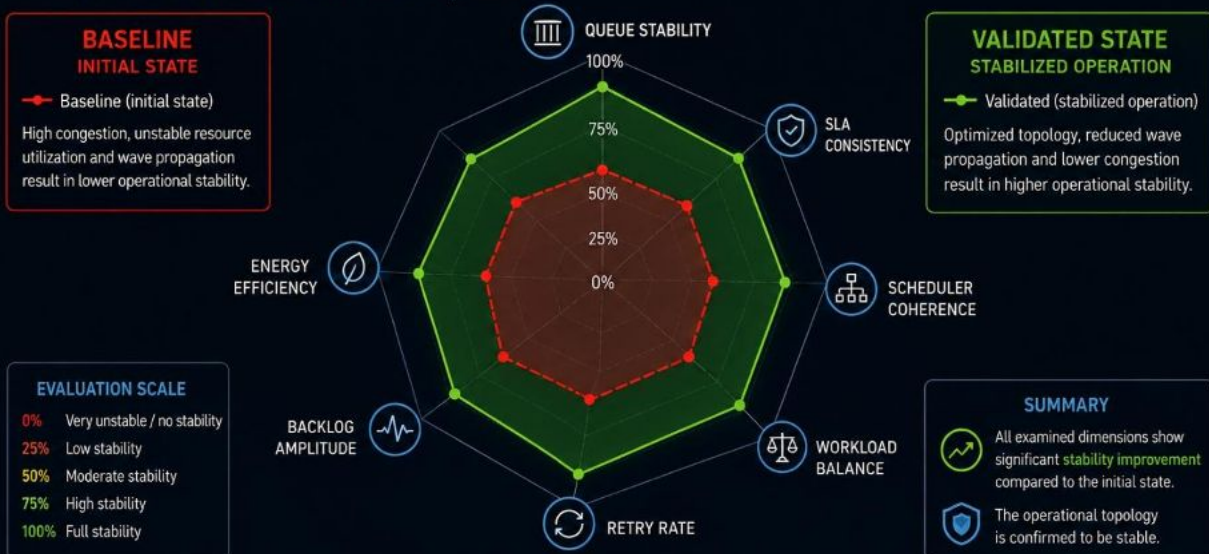 BASELINE
INITIAL STATE
Baseline (initial state)
High congestion, unstable resource
utilization and wave propagation
result in lower operational stability.
QUEUE STABILITY
100%
75%
50%
25%
0%
SLA
CONSISTENCY
SCHEDULER
COHERENCE
WORKLOAD
BALANCE
RETRY RATE
BACKLOG
AMPLITUDE
ENERGY
EFFICIENCY
VALIDATED STATE
STABILIZED OPERATION
Validated (stabilized operation)
Optimized topology, reduced wave
propagation and lower congestion
result in higher operational stability.
EVALUATION SCALE
0% Very unstable / no stability
25% Low stability
50% Moderate stability
75% High stability
100% Full stability
SUMMARY
All examined dimensions show
significant stability improvement
compared to the initial state.
The operational topology
is confirmed to be stable.